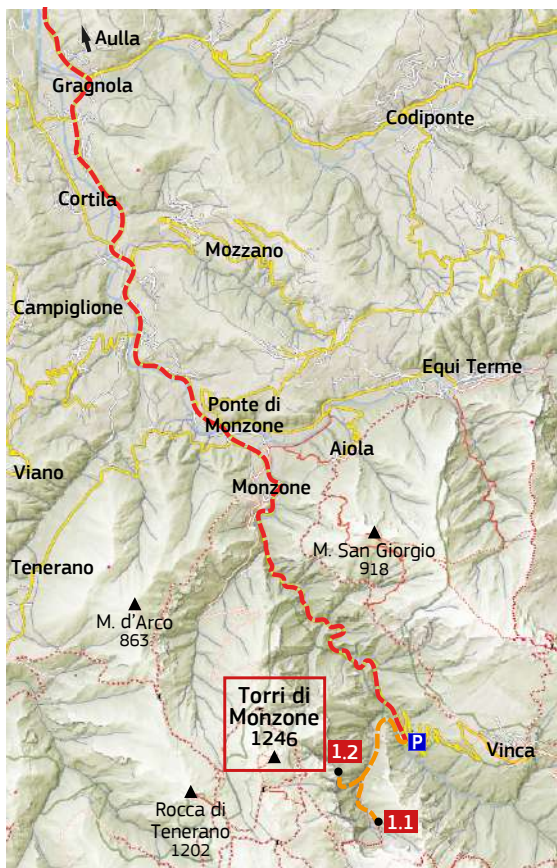 Aulla
Gragnola
Codiponte
Cortila
Mozzano
Campiglione
Equi Terme
Ponte di
Monzone
Aiola
Viano
Monzone
M. San Giorgio
918
Tenerano
M. d'Arco
863
Torri di
Monzone
1246
P
Vinca
1.2
Rocca di
Tenerano
1202
1.1